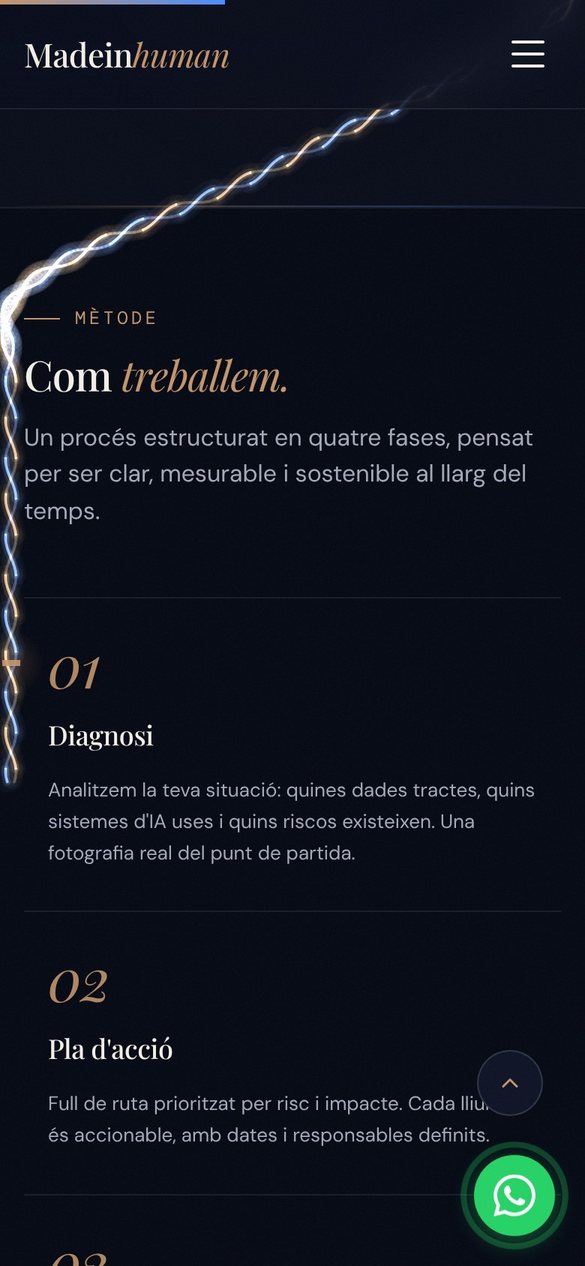 Madeinhuman
MÈTODE
Com treballem.
Un procés estructurat en quatre fases, pensat
per ser clar, mesurable i sostenible al llarg del
temps.
01
Diagnosi
Analitzem la teva situació: quines dades tractes, quins
sistemes d'IA uses i quins riscos existeixen. Una
fotografia real del punt de partida.
02
Pla d'acció
Full de ruta prioritzat per risc i impacte. Cada
és accionable, amb dates i responsables definits.